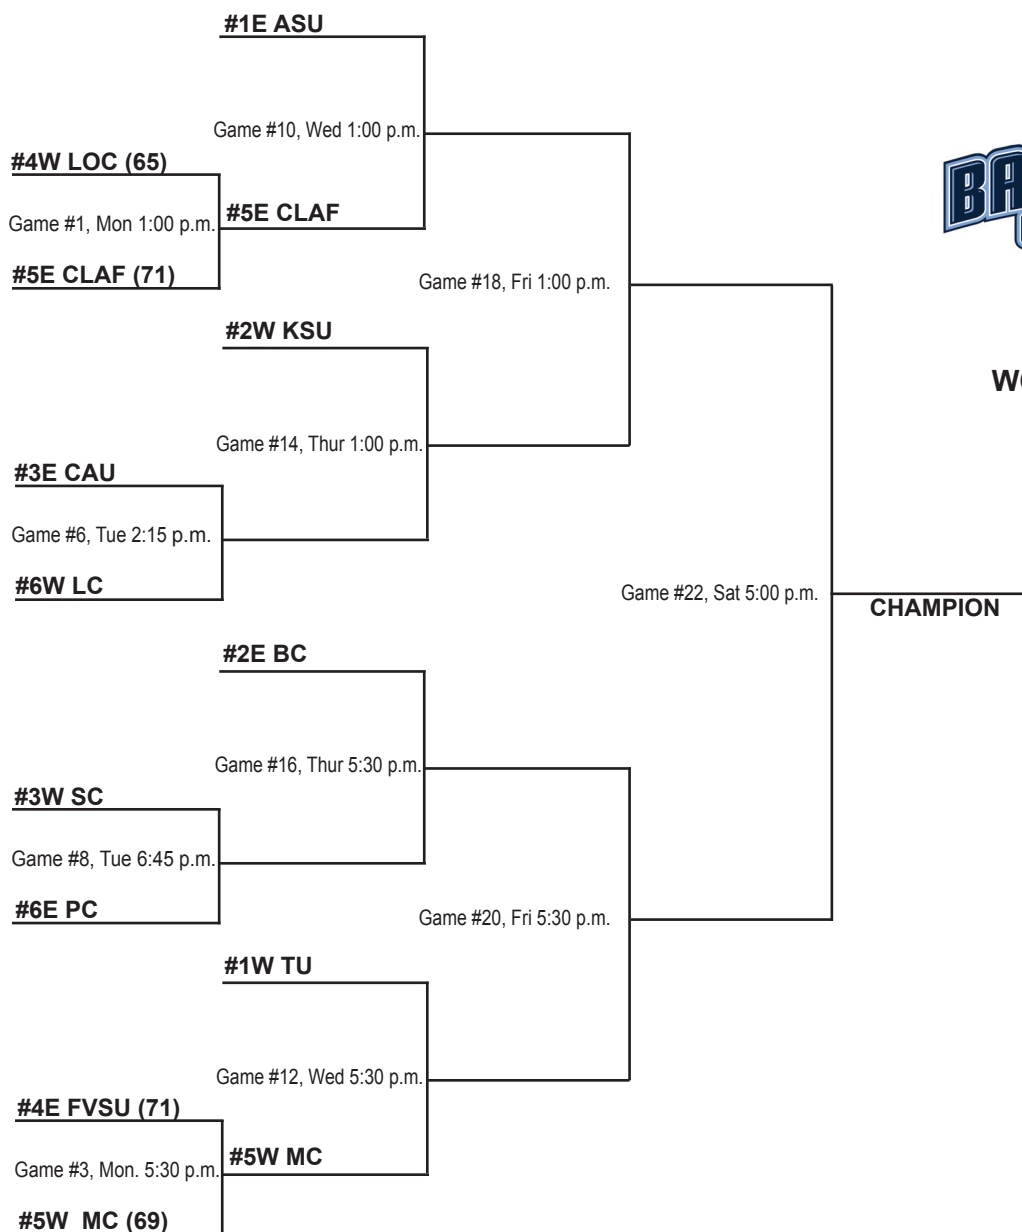 #1E ASU
Game #10, Wed 1:00 p.m.
#4W LOC (65)
Game #1, Mon 1:00 p.m.
#5E CLAF
#5E CLAF (71)
Game #18, Fri 1:00 p.m.
#2W KSU
Game #14, Thur 1:00 p.m.
#3E CAU
Game #6, Tue 2:15 p.m.
#6W LC
Game #22, Sat 5:00 p.m.
CHAMPION
#2E BC
Game #16, Thur 5:30 p.m.
#3W SC
Game #8, Tue 6:45 p.m.
#6E PC
Game #20, Fri 5:30 p.m.
#1W TU
Game #12, Wed 5:30 p.m.
#4E FVSU (71)
Game #3, Mon. 5:30 p.m.
#5W MC
#5W  MC (69)